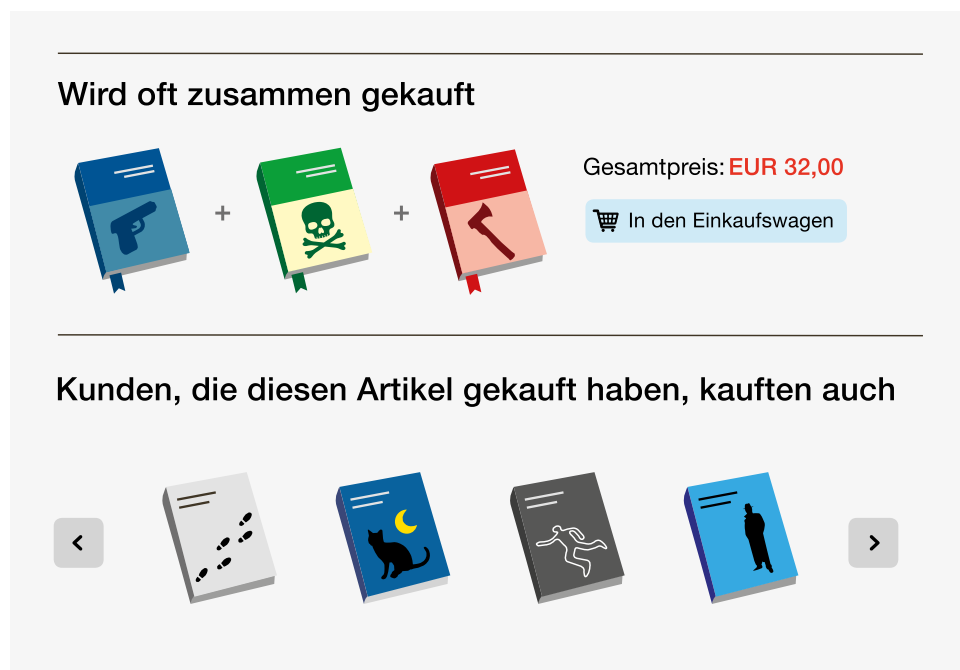 Wird oft zusammen gekauft
+ +
Gesamtpreis: EUR 32,00
In den Einkaufswagen
Kunden, die diesen Artikel gekauft haben, kauften auch